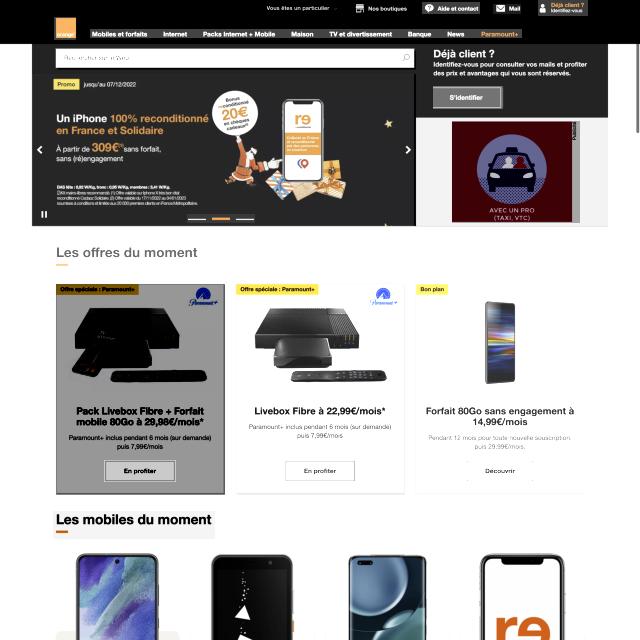 Vous êtes un particulier
Nos boutiques
Aide et contact
Mail
Déjà client ?
Identifiez-vous
orange
Mobiles et forfaits
Internet
Packs Internet + Mobile
Maison
TV et divertissement
Banque
News
Paramount+
Promo
jusqu'au 07/12/2022
Un iPhone 100% reconditionné
en France et Solidaire
À partir de 309€ sans forfait,
sans (ré)engagement
Bonus
reconditionné
20€
en chèques
cadeaux
re
Déjà client ?
Identifiez-vous pour consulter vos mails et profiter
des prix et avantages qui vous sont réservés.
S'identifier
AVEC UN PRO
(TAXI, VTC)
Les offres du moment
Offre spéciale : Paramount+
Paramount+
Pack Livebox Fibre + Forfait
mobile 80Go à 29,98€/mois*
Paramount+ inclus pendant 6 mois (sur demande)
puis 7,99€/mois
En profiter
Offre spéciale : Paramount+
Paramount+
Livebox Fibre à 22,99€/mois*
Paramount+ inclus pendant 6 mois (sur demande)
puis 7,99€/mois
En profiter
Bon plan
Forfait 80Go sans engagement à
14,99€/mois
Pendant 12 mois pour toute nouvelle souscription.
puis 29,99€/mois.
Découvrir
Les mobiles du moment
re